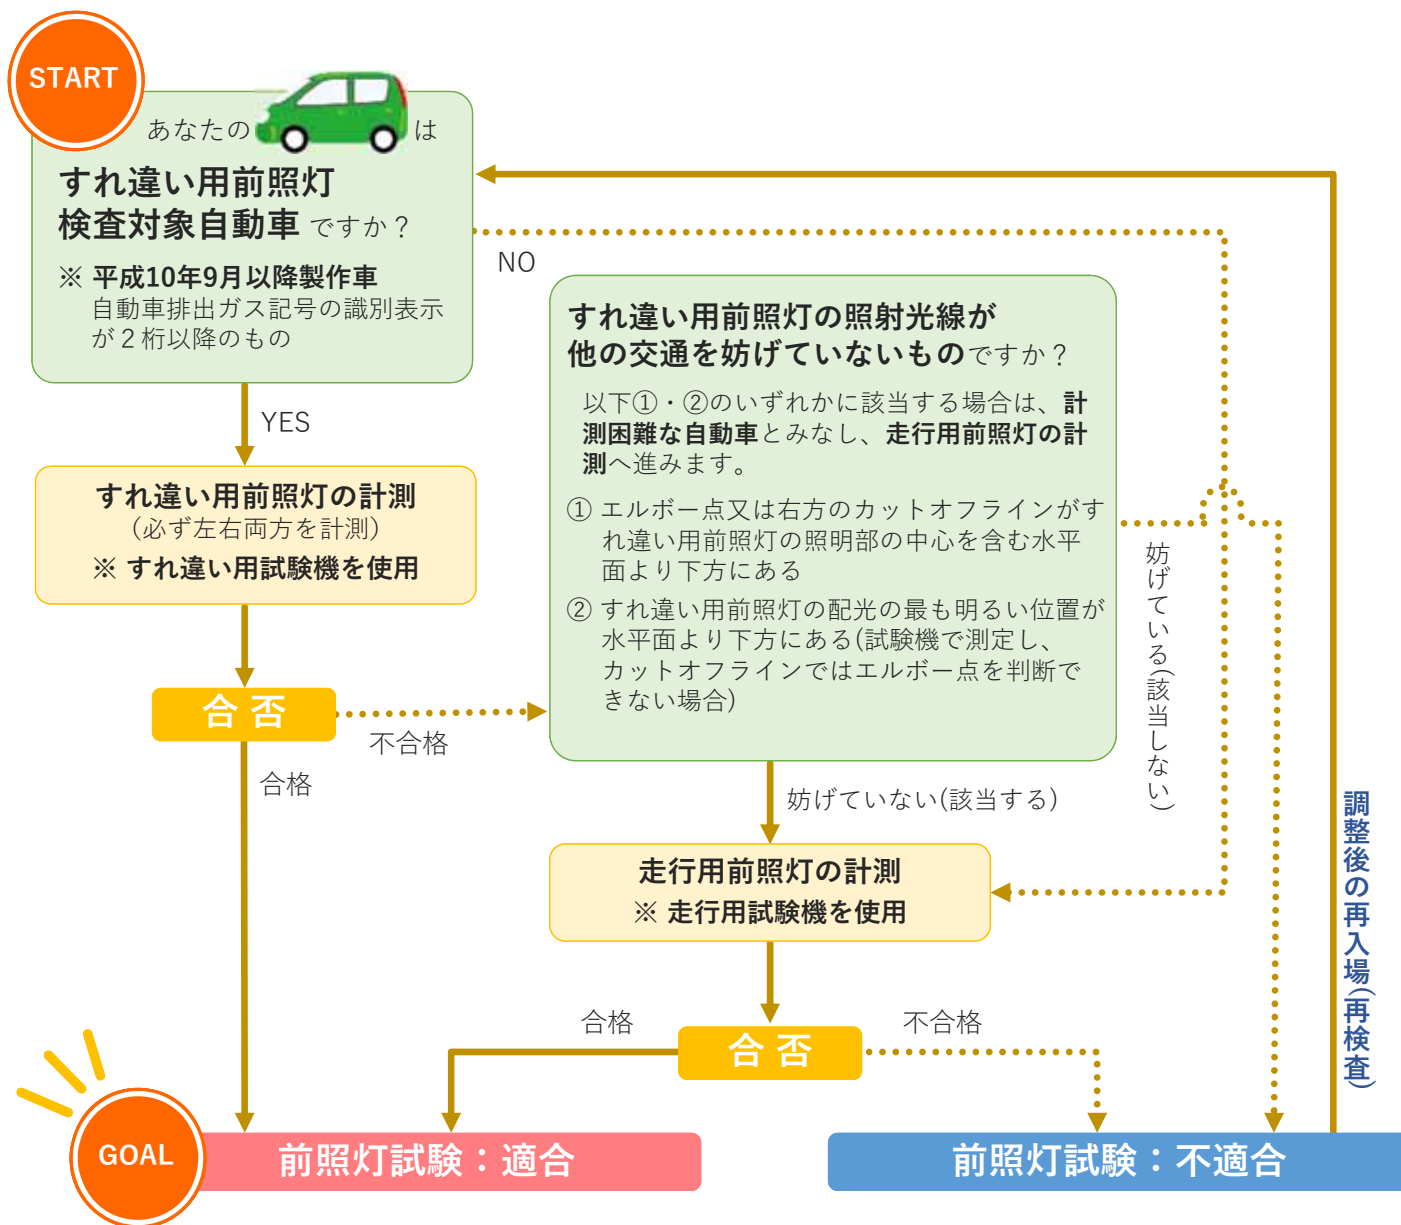 START
あなたの は
すれ違い用前照灯
検査対象自動車 ですか？
※ 平成10年9月以降製作車
自動車排出ガス記号の識別表示
が２桁以降のもの
NO
YES
すれ違い用前照灯の計測
(必ず左右両方を計測)
※ すれ違い用試験機を使用
合 否
不合格
合格
すれ違い用前照灯の照射光線が
他の交通を妨げていないものですか？
以下①・②のいずれかに該当する場合は、計
測困難な自動車とみなし、走行用前照灯の計
測へ進みます。
① エルボー点又は右方のカットオフラインがす
れ違い用前照灯の照明部の中心を含む水平
面より下方にある
② すれ違い用前照灯の配光の最も明るい位置が
水平面より下方にある(試験機で測定し、
カットオフラインではエルボー点を判断で
きない場合)
妨げている(該当しない)
妨げていない(該当する)
走行用前照灯の計測
※ 走行用試験機を使用
合格
合 否
不合格
調整後の再入場(再検査)
GOAL
前照灯試験：適合
前照灯試験：不適合